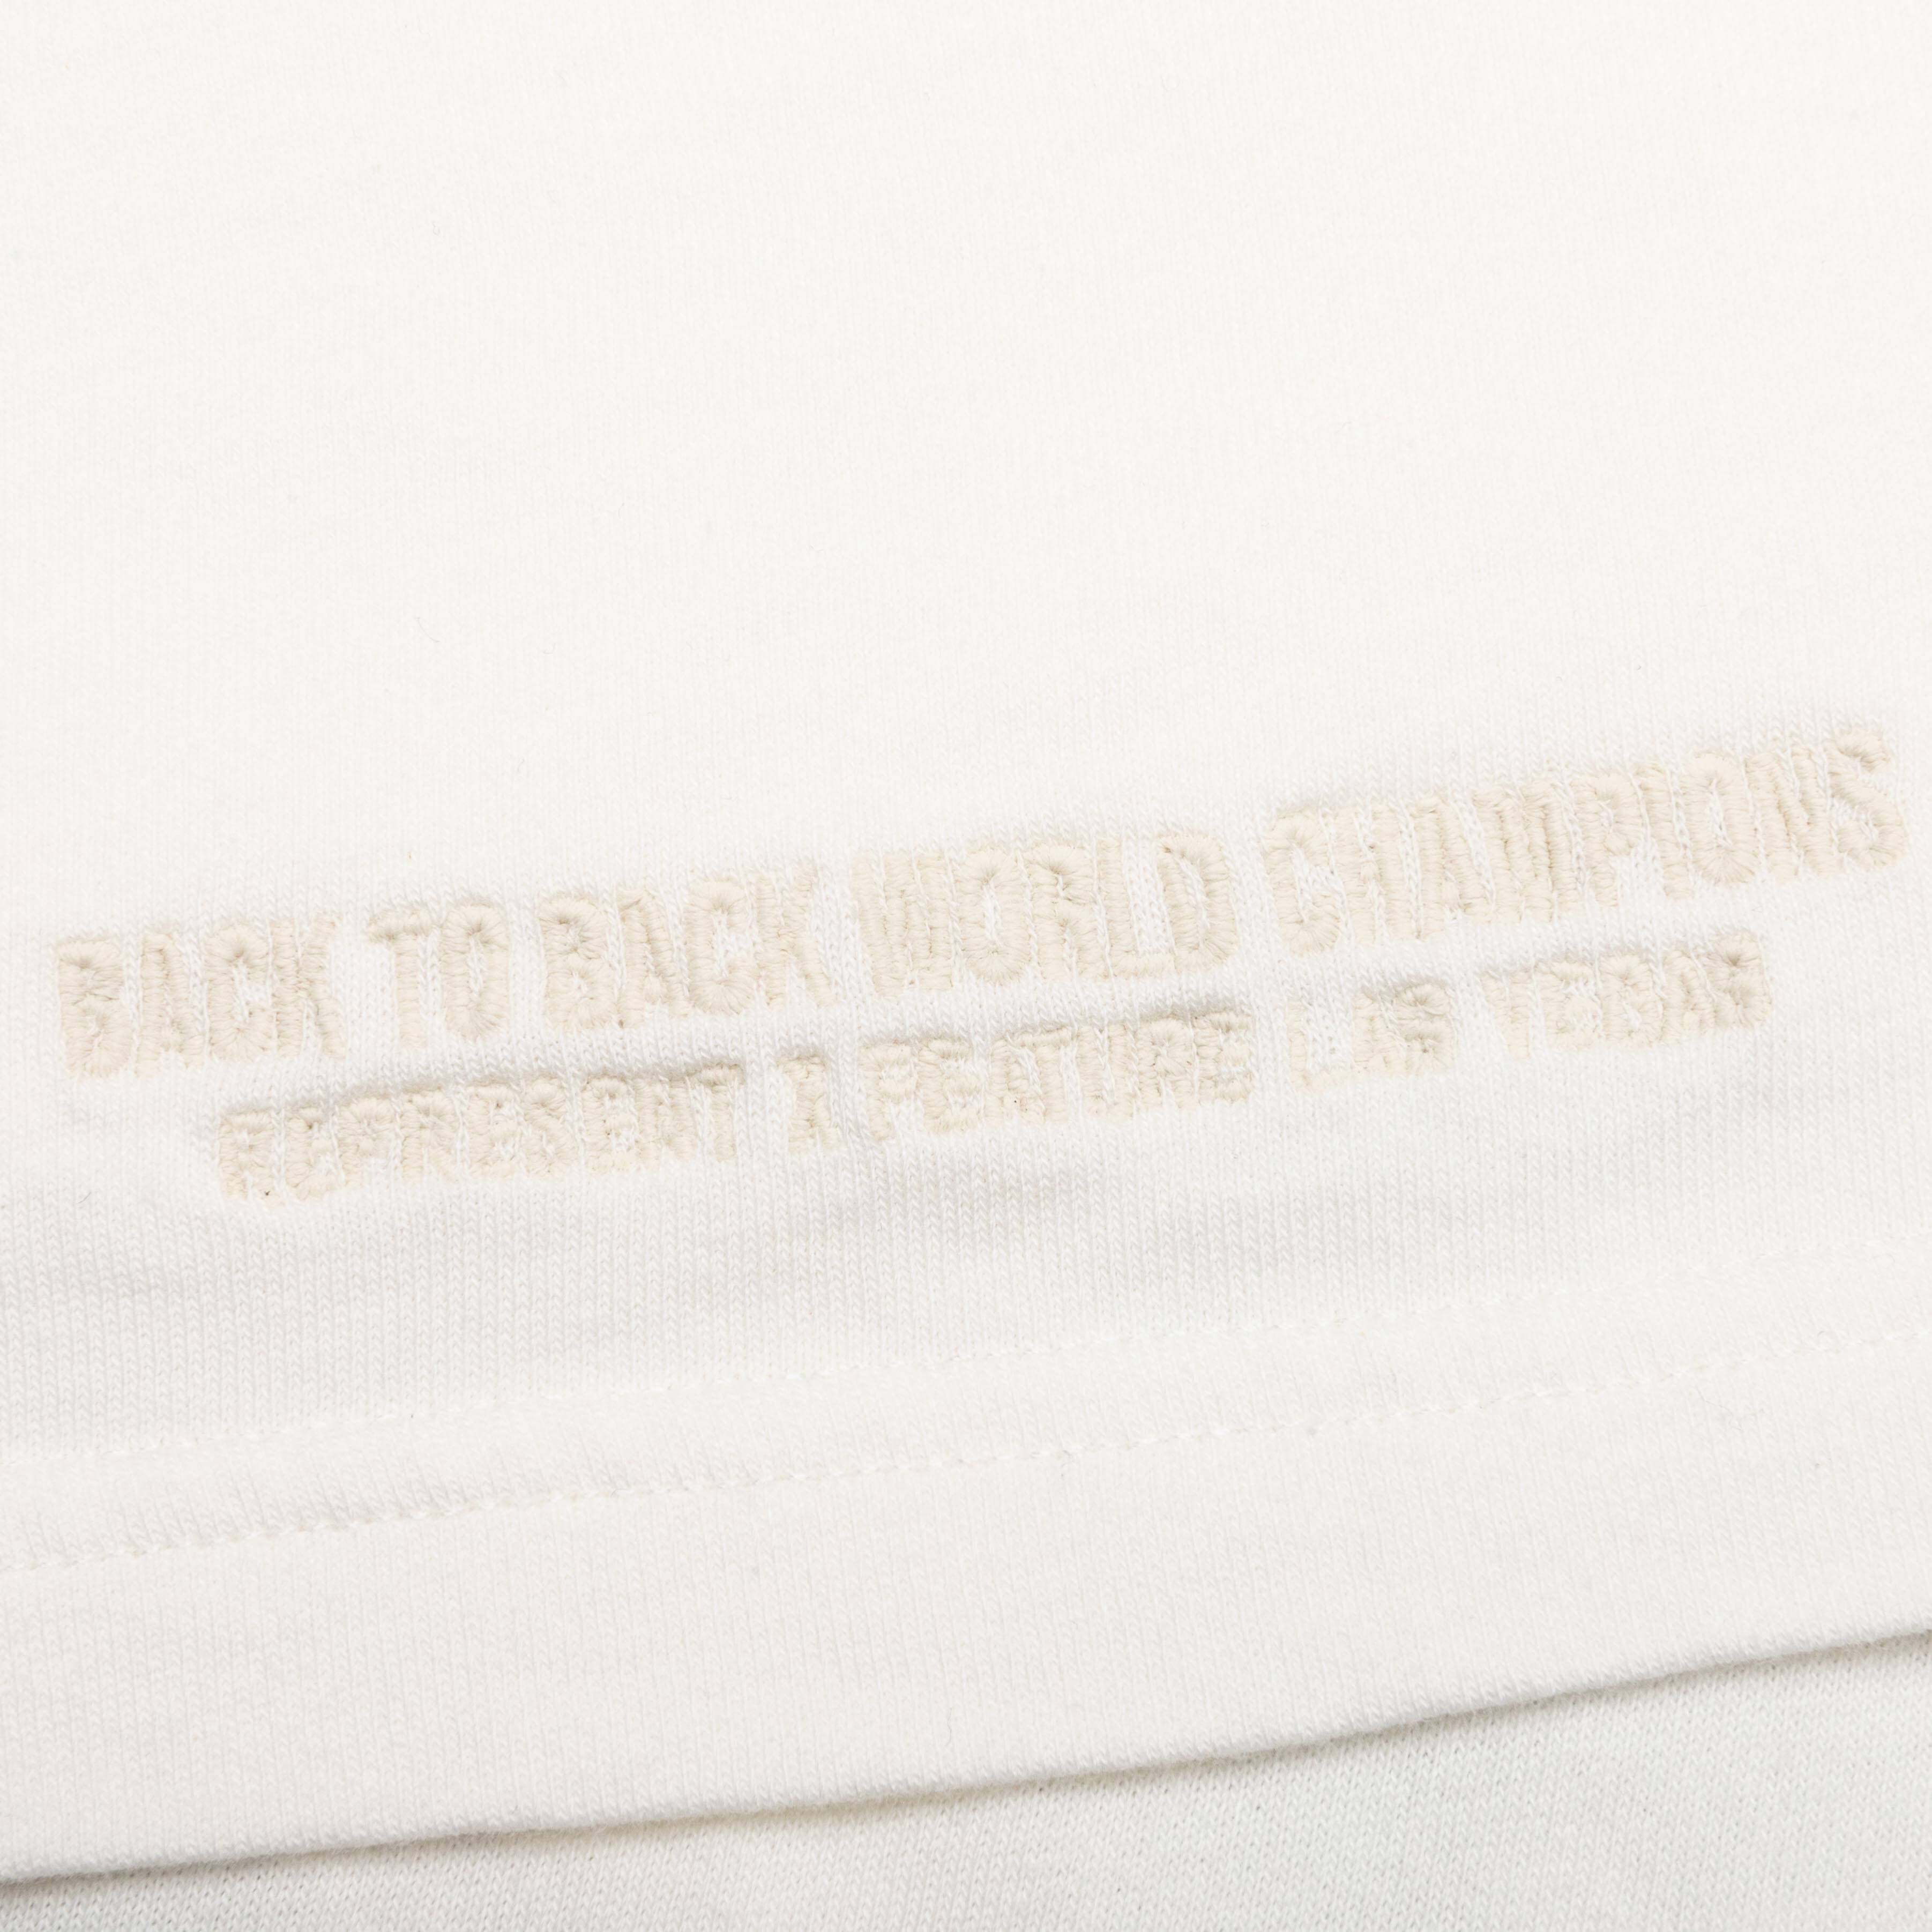 BACK TO BACK WORLD CHAMPIONS
REPRESENT X FEATURE LAS VEGAS